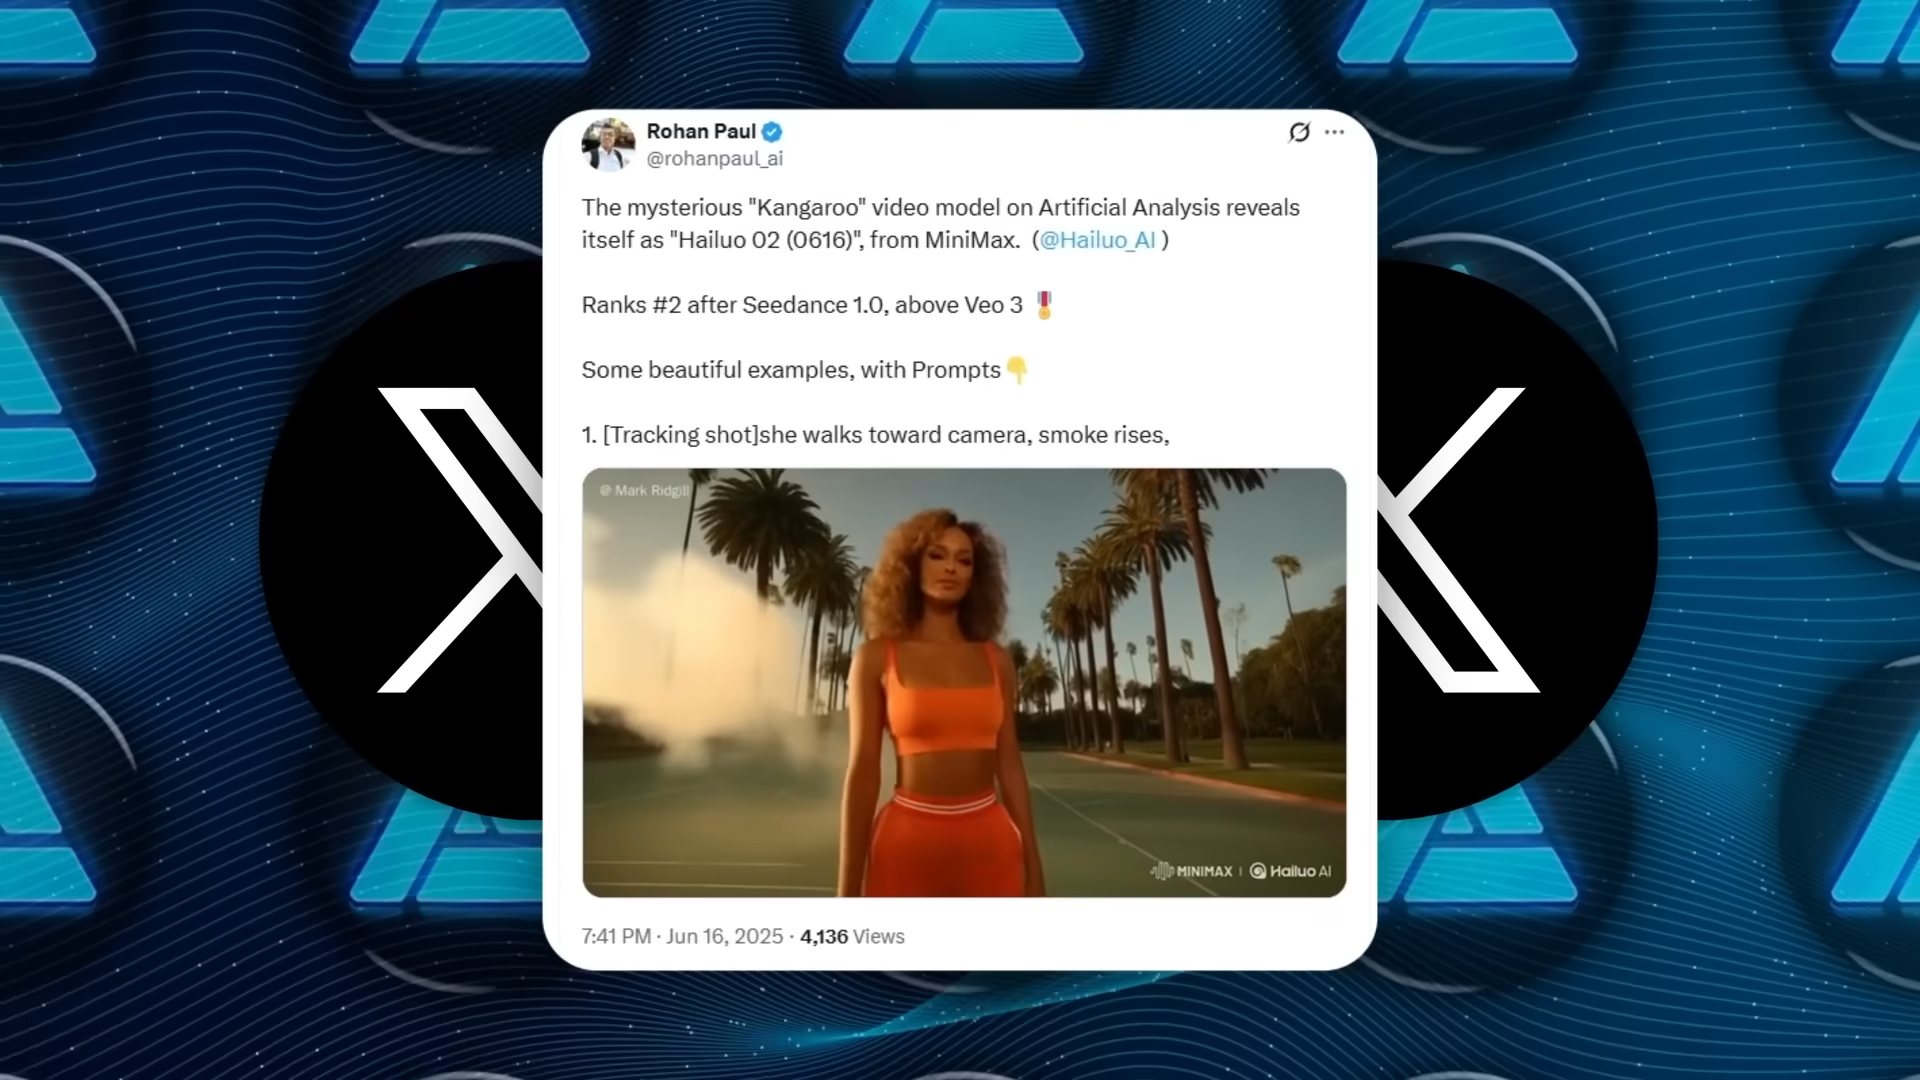 Rohan Paul
@rohanpaul_ai
The mysterious "Kangaroo" video model on Artificial Analysis reveals
itself as "Hailuo 02 (0616)", from MiniMax. (@Hailuo_AI )
Ranks #2 after Seedance 1.0, above Veo 3 🎖️
Some beautiful examples, with Prompts👇
1. [Tracking shot]she walks toward camera, smoke rises,
@ Mark Ridgill
MINIMAX | Hailuo AI
7:41 PM · Jun 16, 2025 · 4,136 Views